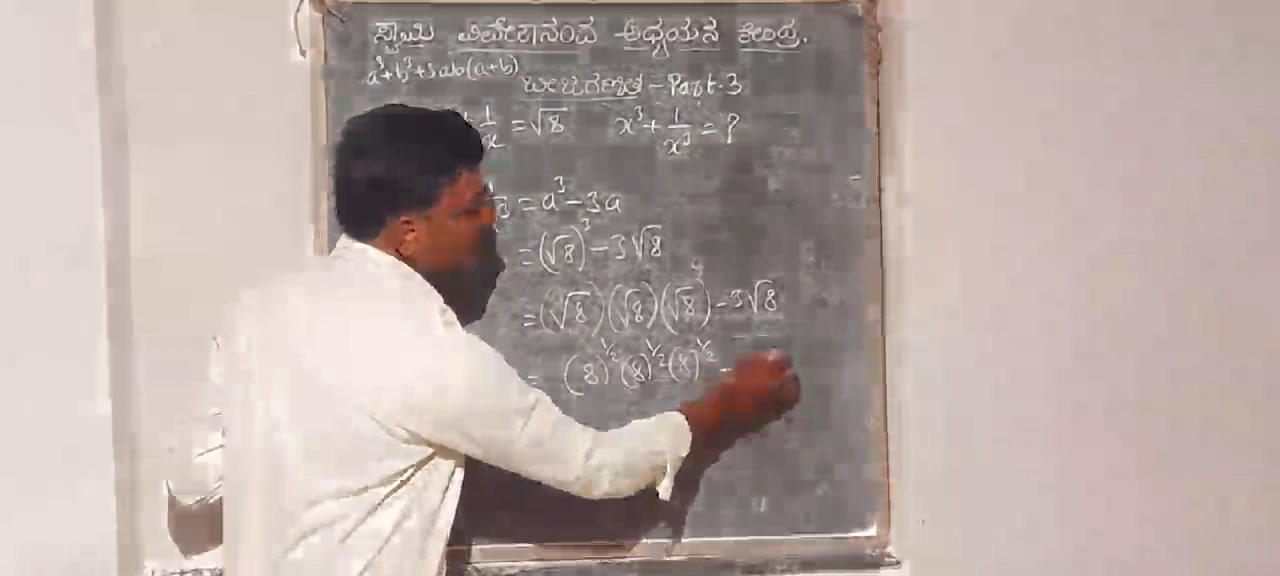 ಸ್ವಾಮಿ ವಿವೇಕಾನಂದ ಅಧ್ಯಯನ ಕೇಂದ್ರ.
a³+b³+3ab(a+b)
ಬೀಜಗಣಿತ - Part-3
+ 1/x = √8 x³ + 1/x³ = ?
= a³ - 3a
= (√8)³ - 3√8
= (√8)(√8)(√8) - 3√8
= (8)^1/2 (8)^1/2 (8)^1/2 -